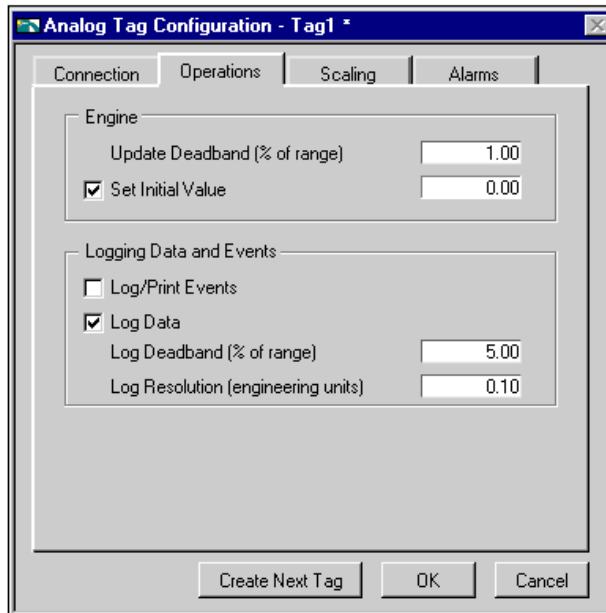 Analog Tag Configuration - Tag1 *
Connection Operations Scaling Alarms
Engine
Update Deadband (% of range) 1.00
Set Initial Value 0.00
Logging Data and Events
Log/Print Events
Log Data
Log Deadband (% of range) 5.00
Log Resolution (engineering units) 0.10
Create Next Tag OK Cancel